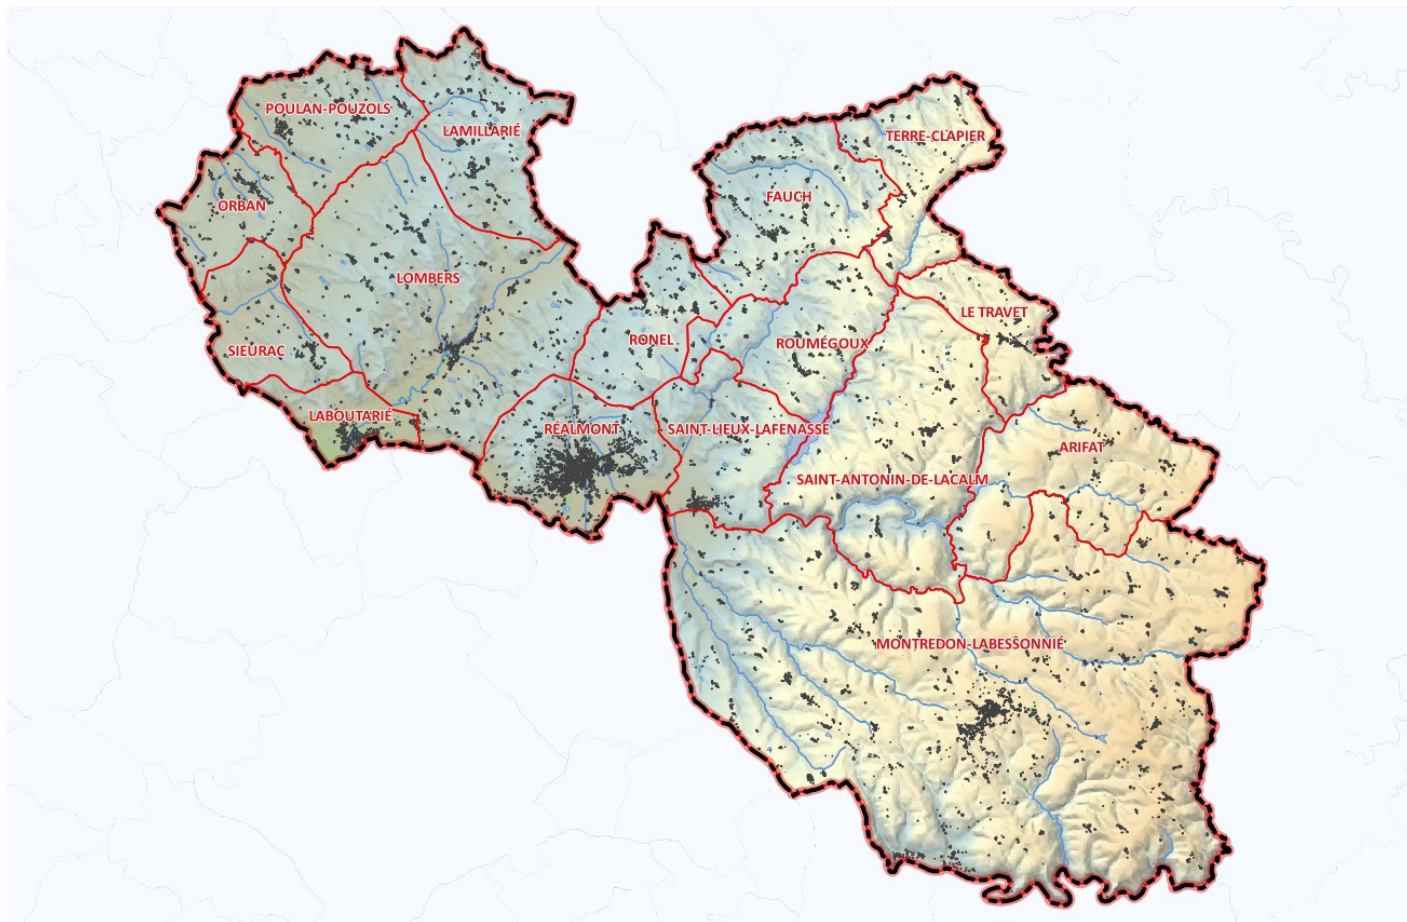 POULAN-POUZOLS
LAMILLARIÉ
TERRE-CLAPIER
ORBAN
FAUCH
LOMBERS
LE TRAVET
SIEURAC
RONEL
ROUMÉGOUX
LABOUTARIÉ
RÉALMONT
SAINT-LIEUX-LAFENASSE
ARIFAT
SAINT-ANTONIN-DE-LACALM
MONTREDON-LABESSONNIÉ